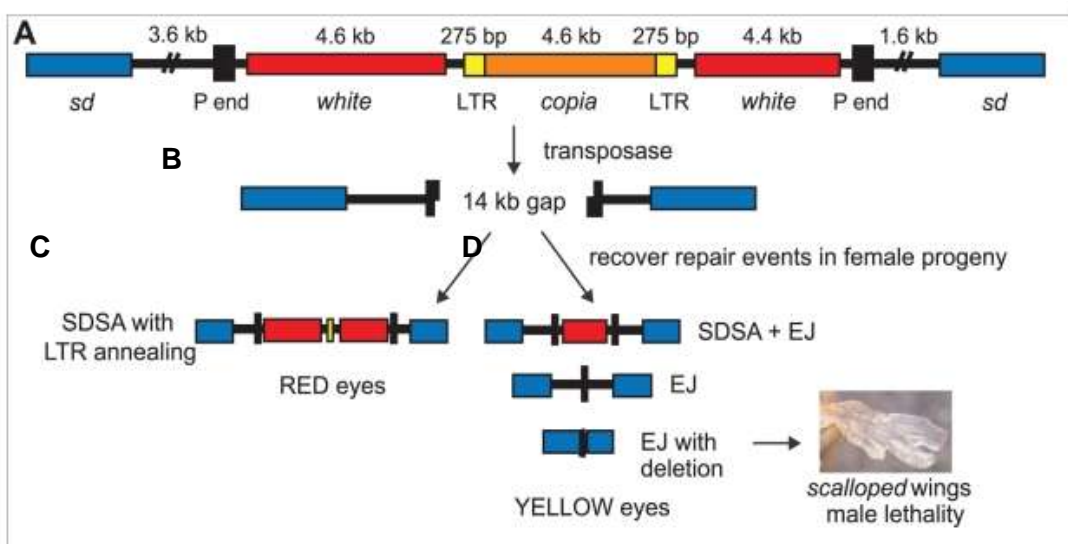 A
3.6 kb 4.6 kb 275 bp 4.6 kb 275 bp 4.4 kb 1.6 kb
sd P end white LTR copia LTR white P end sd
transposase
B
14 kb gap
C D
recover repair events in female progeny
SDSA with
LTR annealing
RED eyes
SDSA + EJ
EJ
EJ with
deletion
YELLOW eyes
scalloped wings
male lethality